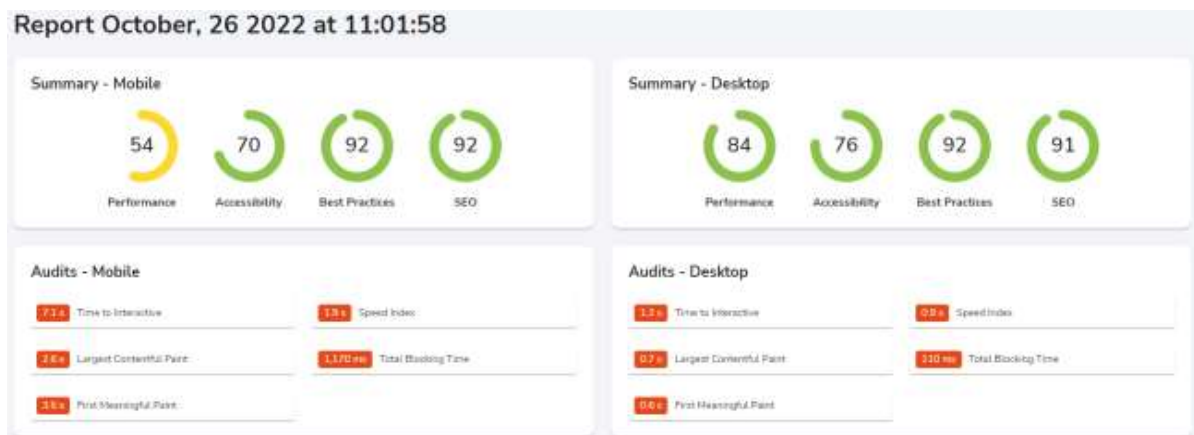 Report October, 26 2022 at 11:01:58
Summary - Mobile
54
70
92
92
Performance
Accessibility
Best Practices
SEO
Summary - Desktop
84
76
92
91
Performance
Accessibility
Best Practices
SEO
Audits - Mobile
7.1 s Time to Interactive
Speed Index
Largest Contentful Paint
1,170 ms Total Blocking Time
First Meaningful Paint
Audits - Desktop
Time to Interactive
Speed Index
0.7 s Largest Contentful Paint
Total Blocking Time
First Meaningful Paint